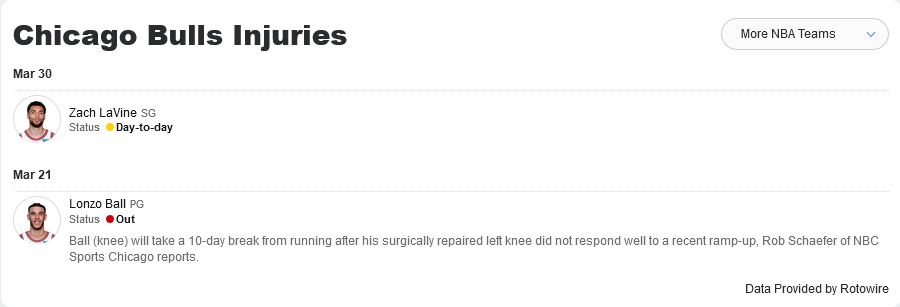 Chicago Bulls Injuries
More NBA Teams
Mar 30
Zach LaVine SG
Status Day-to-day
Mar 21
Lonzo Ball PG
Status Out
Ball (knee) will take a 10-day break from running after his surgically repaired left knee did not respond well to a recent ramp-up, Rob Schaefer of NBC
Sports Chicago reports.
Data Provided by Rotowire